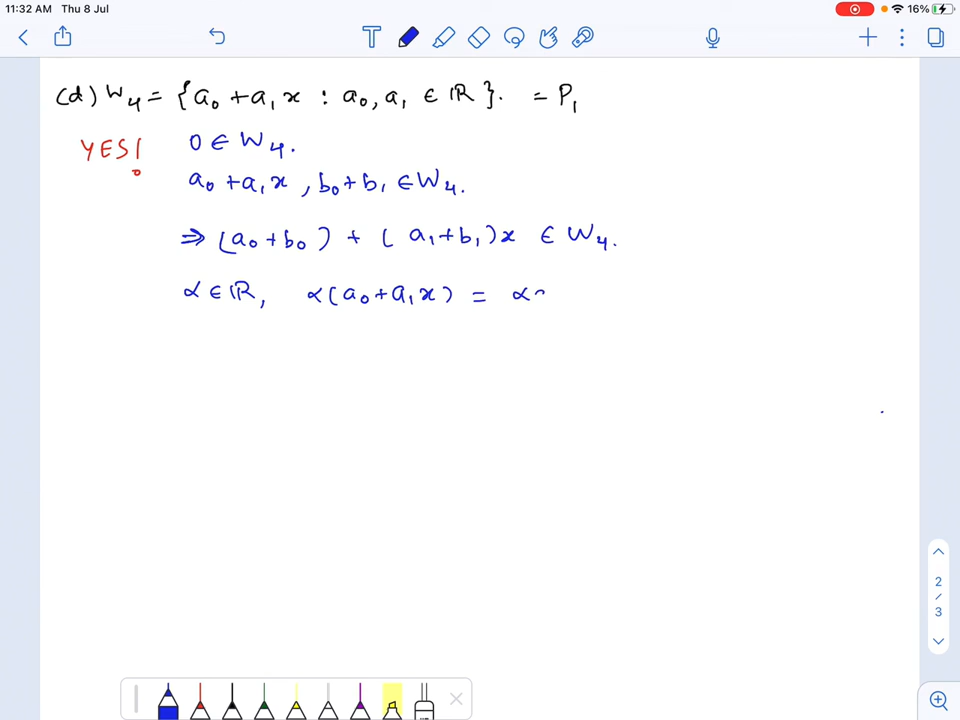 11:32 AM Thu 8 Jul 16%
T
(d) W₄ = {a₀ + a₁x : a₀, a₁ ∈ ℝ}. = P₁
YES! 0 ∈ W₄.
a₀ + a₁x , b₀ + b₁ ∈ W₄.
⇒ (a₀ + b₀) + (a₁ + b₁)x ∈ W₄.
α ∈ ℝ, α(a₀ + a₁x) = α
2
/
3